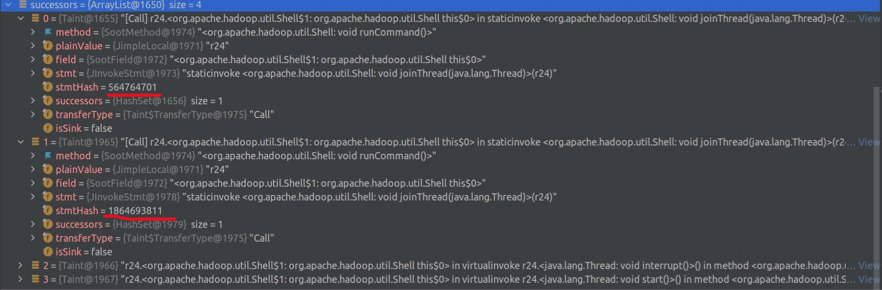 successors = {ArrayList@1650} size = 4
0 = {Taint@1655} "[Call] r24.<org.apache.hadoop.util.Shell$1: org.apache.hadoop.util.Shell this$0> in staticinvoke <org.apache.hadoop.util.Shell: void joinThread(java.lang.Thread)>(r24)... View
method = {SootMethod@1974} "<org.apache.hadoop.util.Shell: void runCommand()>"
plainValue = {JimpleLocal@1971} "r24"
field = {SootField@1972} "<org.apache.hadoop.util.Shell$1: org.apache.hadoop.util.Shell this$0>"
stmt = {JInvokeStmt@1973} "staticinvoke <org.apache.hadoop.util.Shell: void joinThread(java.lang.Thread)>(r24)"
stmtHash = 564764701
successors = {HashSet@1656} size = 1
transferType = {Taint$TransferType@1975} "Call"
isSink = false
1 = {Taint@1965} "[Call] r24.<org.apache.hadoop.util.Shell$1: org.apache.hadoop.util.Shell this$0> in staticinvoke <org.apache.hadoop.util.Shell: void joinThread(java.lang.Thread)>(r2... View
method = {SootMethod@1974} "<org.apache.hadoop.util.Shell: void runCommand()>"
plainValue = {JimpleLocal@1971} "r24"
field = {SootField@1972} "<org.apache.hadoop.util.Shell$1: org.apache.hadoop.util.Shell this$0>"
stmt = {JInvokeStmt@1978} "staticinvoke <org.apache.hadoop.util.Shell: void joinThread(java.lang.Thread)>(r24)"
stmtHash = 1864693811
successors = {HashSet@1979} size = 1
transferType = {Taint$TransferType@1975} "Call"
isSink = false
2 = {Taint@1966} "r24.<org.apache.hadoop.util.Shell$1: org.apache.hadoop.util.Shell this$0> in virtualinvoke r24.<java.lang.Thread: void interrupt()>() in method <org.apache.hadoop.u... View
3 = {Taint@1967} "r24.<org.apache.hadoop.util.Shell$1: org.apache.hadoop.util.Shell this$0> in virtualinvoke r24.<java.lang.Thread: void start()>() in method <org.apache.hadoop.util.S... View